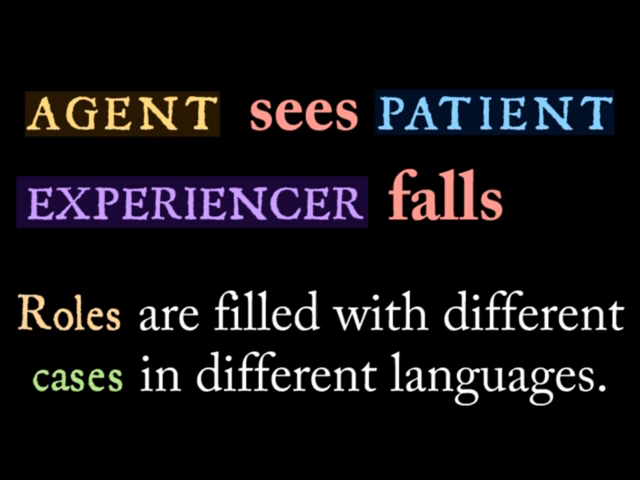 AGENT sees PATIENT
EXPERIENCER falls
Roles are filled with different
cases in different languages.